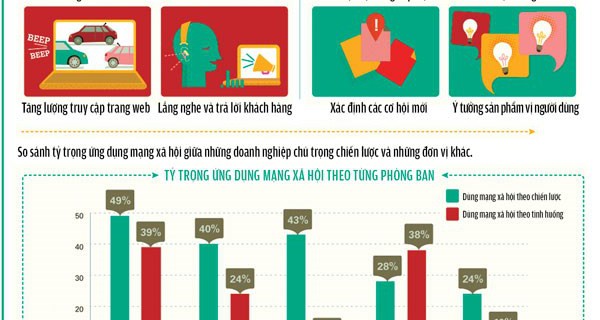 BEEP
BEEP
Tăng lượng truy cập trang web
Lắng nghe và trả lời khách hàng
Xác định các cơ hội mới
Ý tưởng sản phẩm vị người dùng
So sánh tỷ trọng ứng dụng mạng xã hội giữa những doanh nghiệp chú trọng chiến lược và những đơn vị khác.
TỶ TRỌNG ỨNG DỤNG MẠNG XÃ HỘI THEO TỪNG PHÒNG BAN
Dùng mạng xã hội theo chiến lược
Dùng mạng xã hội theo tình huống
50
40
30
20
49%
39%
40%
24%
43%
28%
38%
24%